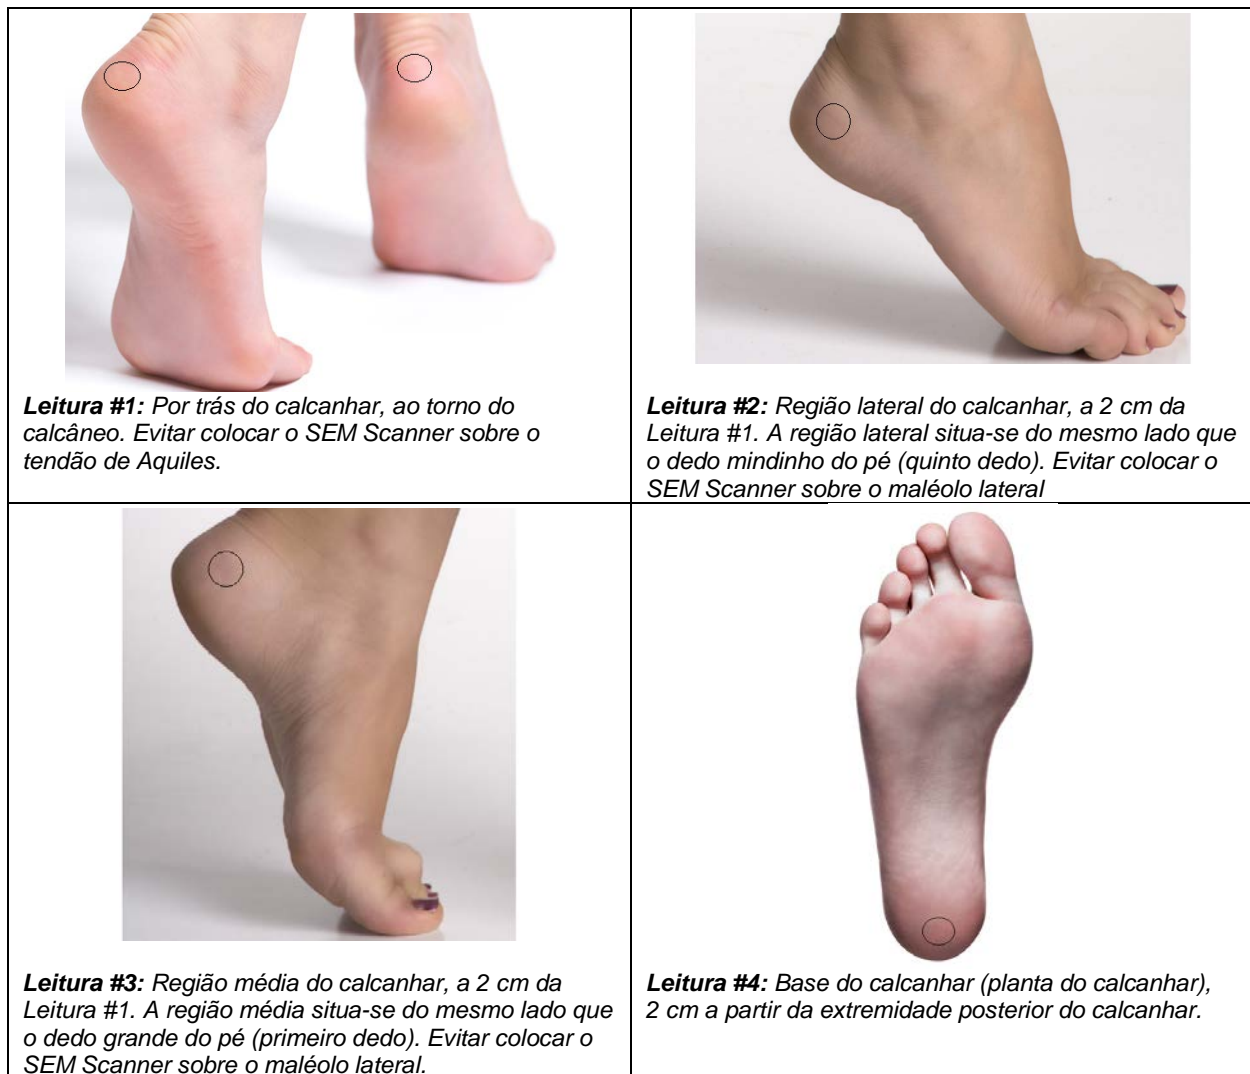 Leitura #1: Por trás do calcanhar, ao torno do
calcâneo. Evitar colocar o SEM Scanner sobre o
tendão de Aquiles.
Leitura #2: Região lateral do calcanhar, a 2 cm da
Leitura #1. A região lateral situa-se do mesmo lado que
o dedo mindinho do pé (quinto dedo). Evitar colocar o
SEM Scanner sobre o maléolo lateral
Leitura #3: Região média do calcanhar, a 2 cm da
Leitura #1. A região média situa-se do mesmo lado que
o dedo grande do pé (primeiro dedo). Evitar colocar o
SEM Scanner sobre o maléolo lateral.
Leitura #4: Base do calcanhar (planta do calcanhar),
2 cm a partir da extremidade posterior do calcanhar.